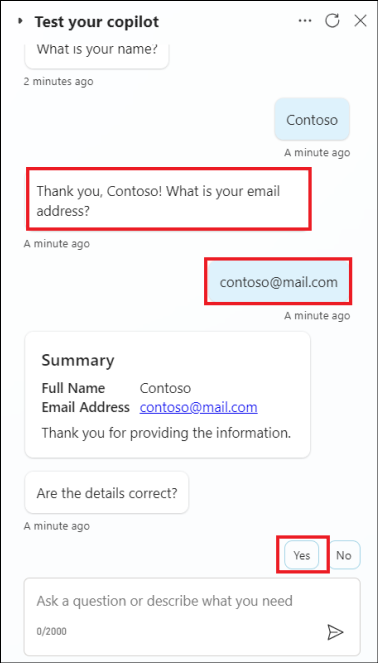 Test your copilot
What is your name?
2 minutes ago
Contoso
A minute ago
Thank you, Contoso! What is your email
address?
A minute ago
contoso@mail.com
A minute ago
Summary
Full Name Contoso
Email Address contoso@mail.com
Thank you for providing the information.
Are the details correct?
A minute ago
Yes No
Ask a question or describe what you need
0/2000